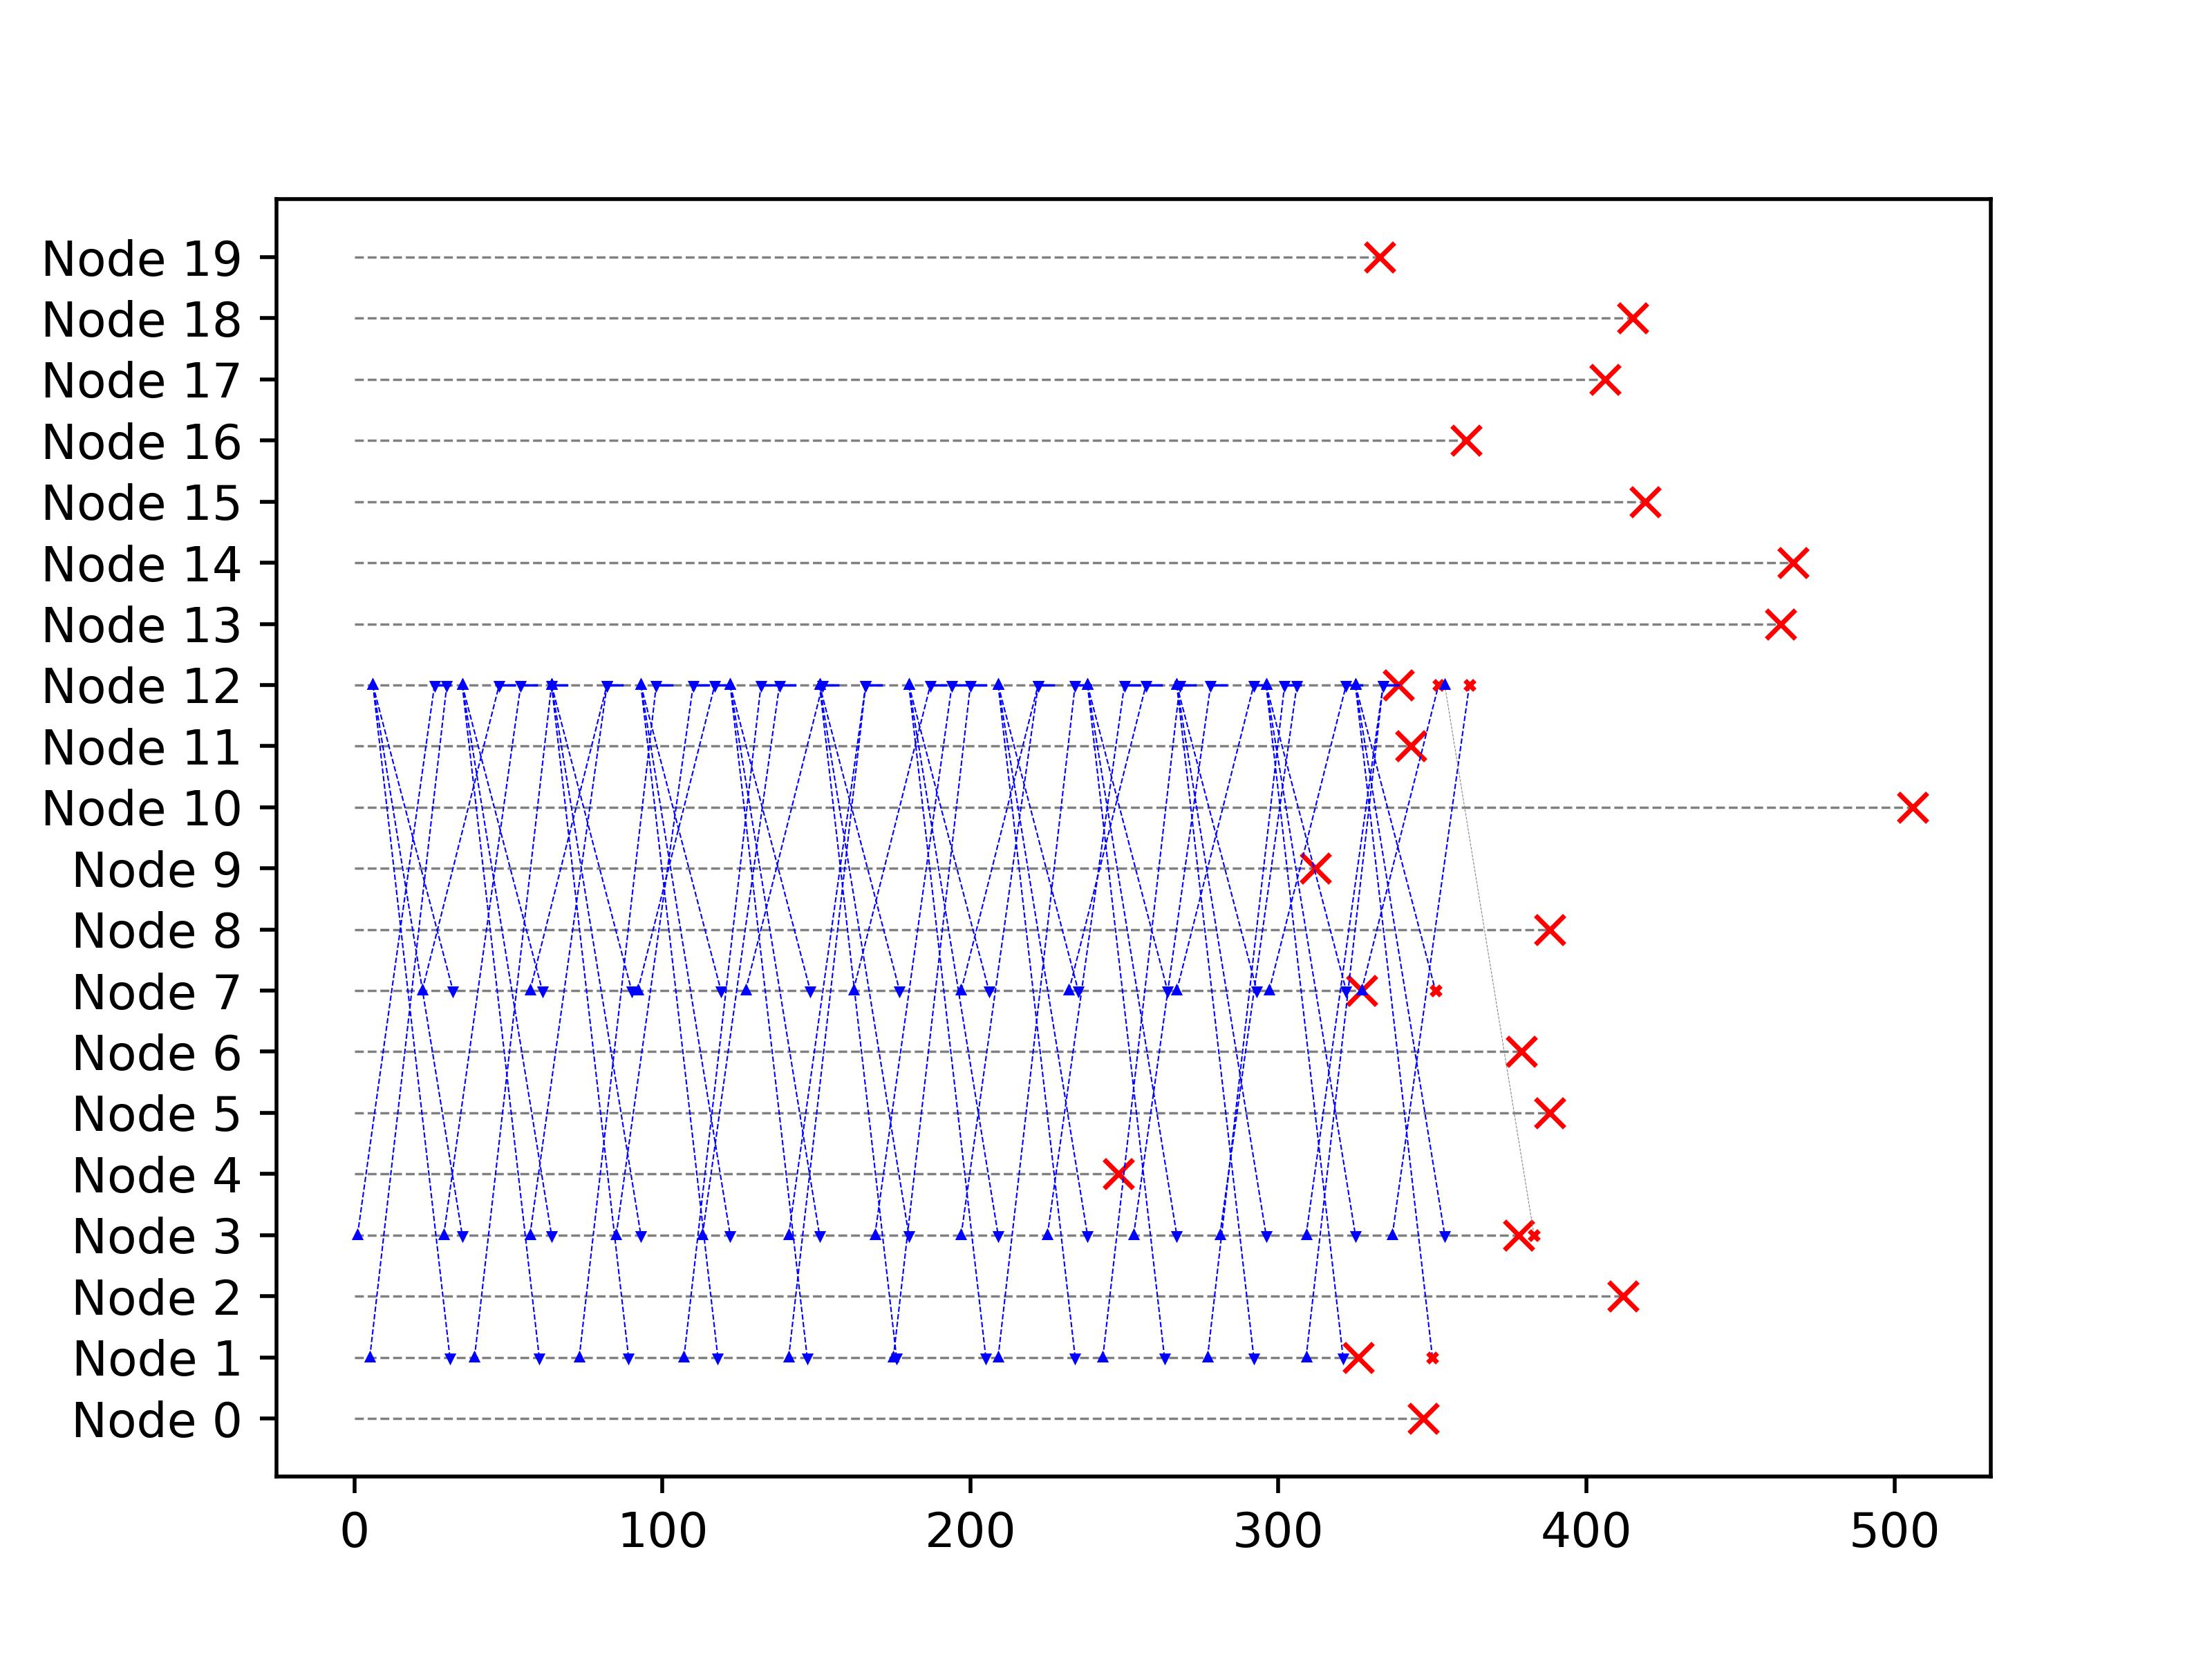 Node 19
Node 18
Node 17
Node 16
Node 15
Node 14
Node 13
Node 12
Node 11
Node 10
Node 9
Node 8
Node 7
Node 6
Node 5
Node 4
Node 3
Node 2
Node 1
Node 0
0 100 200 300 400 500